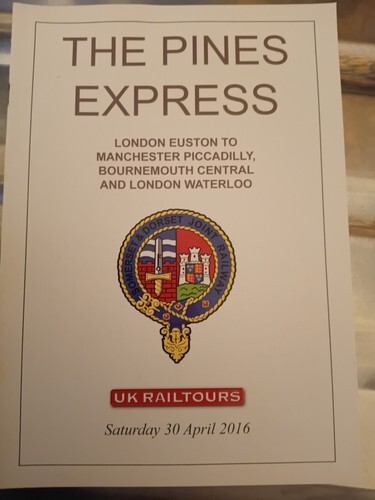 THE PINES
EXPRESS
LONDON EUSTON TO
MANCHESTER PICCADILLY,
BOURNEMOUTH CENTRAL
AND LONDON WATERLOO
SOMERSET & DORSET JOINT RAILWAY
UK RAILTOURS
Saturday 30 April 2016